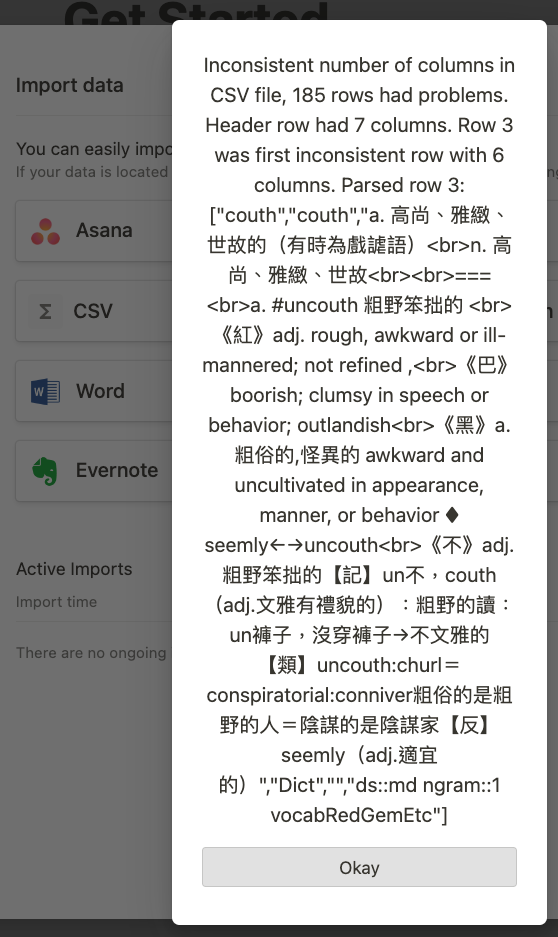 Get Started
Import data
You can easily impo
If your data is located
Asana
CSV
Word
Evernote
Active Imports
Import time
There are no ongoing
Inconsistent number of columns in
CSV file, 185 rows had problems.
Header row had 7 columns. Row 3
was first inconsistent row with 6
columns. Parsed row 3:
["couth","couth","a. 高尚、雅緻、
世故的（有時為戲謔語）<br>n. 高
尚、雅緻、世故<br><br>===
<br>a. #uncouth 粗野笨拙的 <br>
《紅》adj. rough, awkward or ill-
mannered; not refined ,<br>《巴》
boorish; clumsy in speech or
behavior; outlandish<br>《黑》a.
粗俗的,怪異的 awkward and
uncultivated in appearance,
manner, or behavior ♦
seemly←→uncouth<br>《不》adj.
粗野笨拙的【記】un不，couth
（adj.文雅有禮貌的）：粗野的讀：
un褲子，沒穿褲子→不文雅的
【類】uncouth:churl＝
conspiratorial:conniver粗俗的是粗
野的人＝陰謀的是陰謀家【反】
seemly（adj.適宜
的）","Dict","","ds::md ngram::1
vocabRedGemEtc"]
Okay